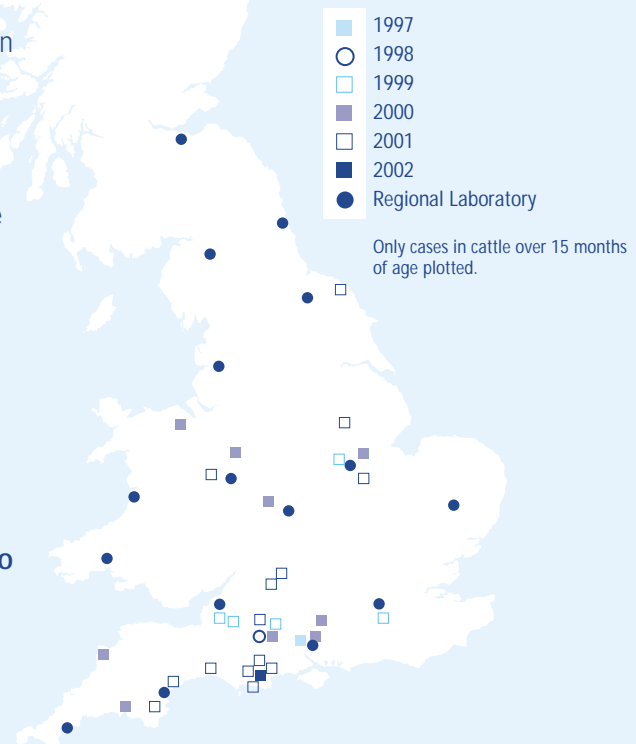 n
1997
1998
1999
2000
2001
2002
Regional Laboratory
e
Only cases in cattle over 15 months
of age plotted.
o